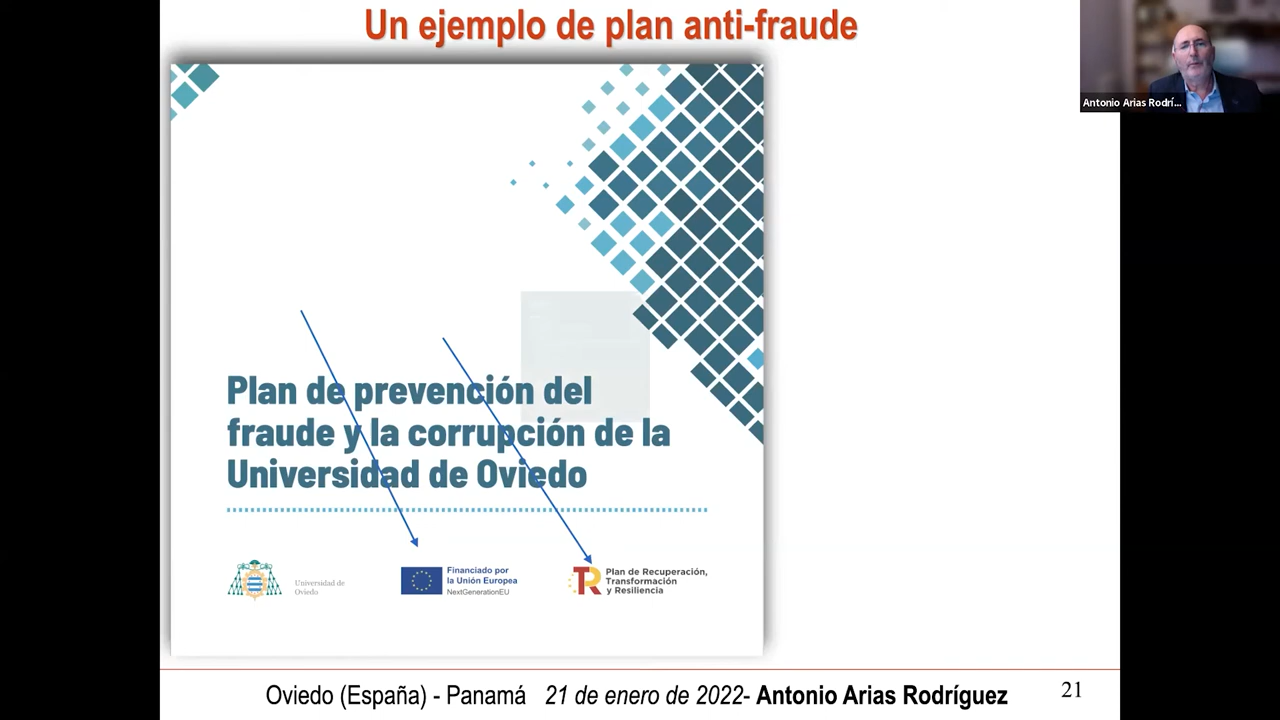 Un ejemplo de plan anti-fraude
Antonio Arias Rodrí...
Plan de prevención del
fraude y la corrupción de la
Universidad de Oviedo
Universidad de
Oviedo
Financiado por
la Unión Europea
NextGenerationEU
TR
Plan de Recuperación,
Transformación
y Resiliencia
Oviedo (España) - Panamá 21 de enero de 2022- Antonio Arias Rodríguez
21